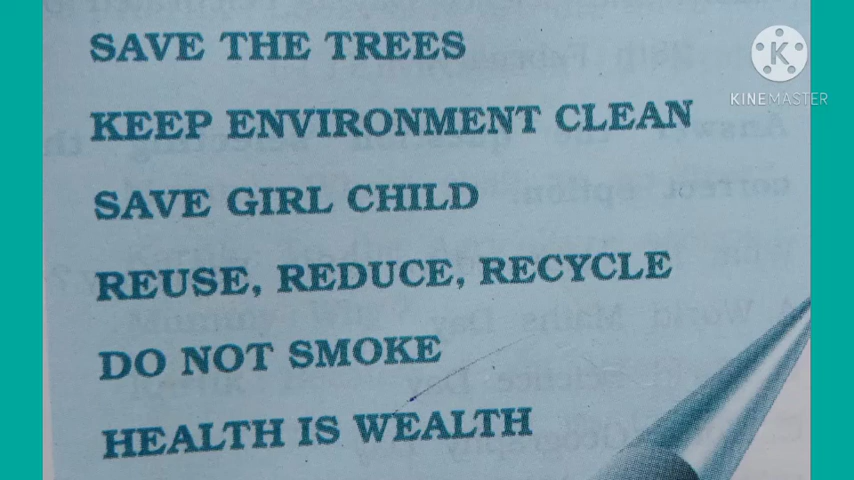 SAVE THE TREES
KEEP ENVIRONMENT CLEAN
SAVE GIRL CHILD
REUSE, REDUCE, RECYCLE
DO NOT SMOKE
HEALTH IS WEALTH
K
KINEMASTER